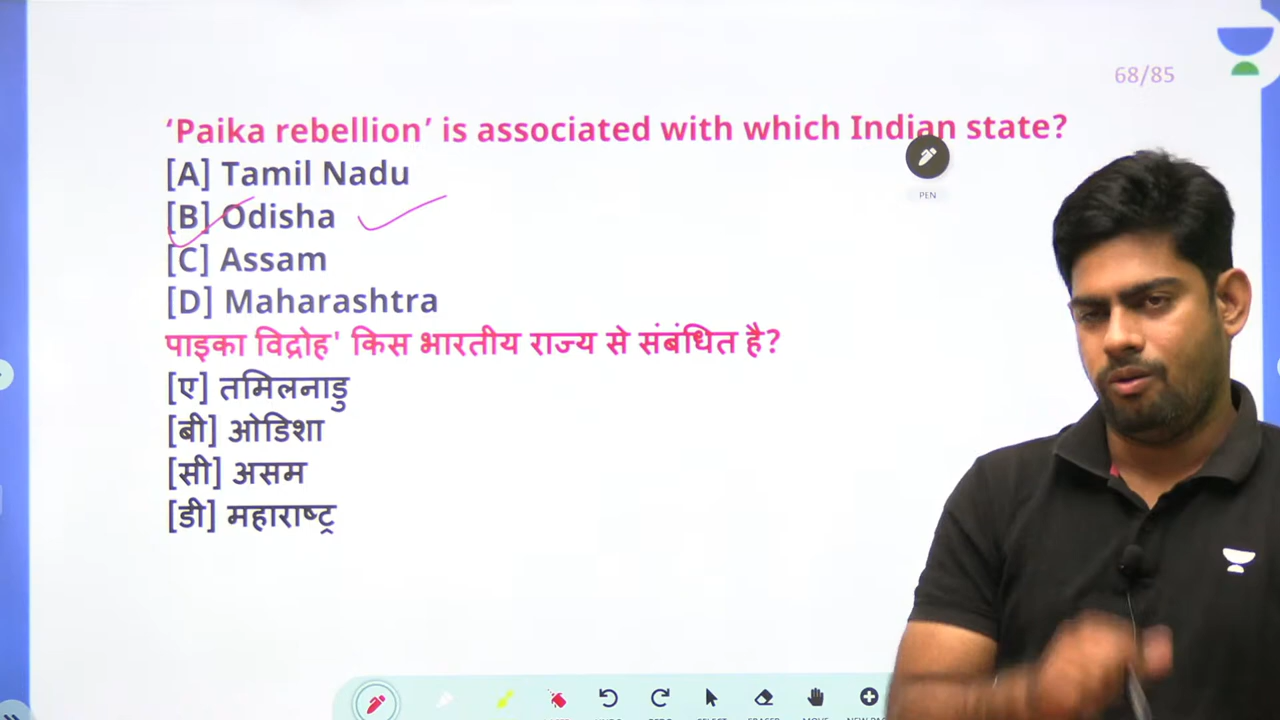 68/85
‘Paika rebellion’ is associated with which Indian state?
[A] Tamil Nadu
PEN
[B] Odisha
[C] Assam
[D] Maharashtra
पाइका विद्रोह' किस भारतीय राज्य से संबंधित है?
[ए] तमिलनाडु
[बी] ओडिशा
[सी] असम
[डी] महाराष्ट्र